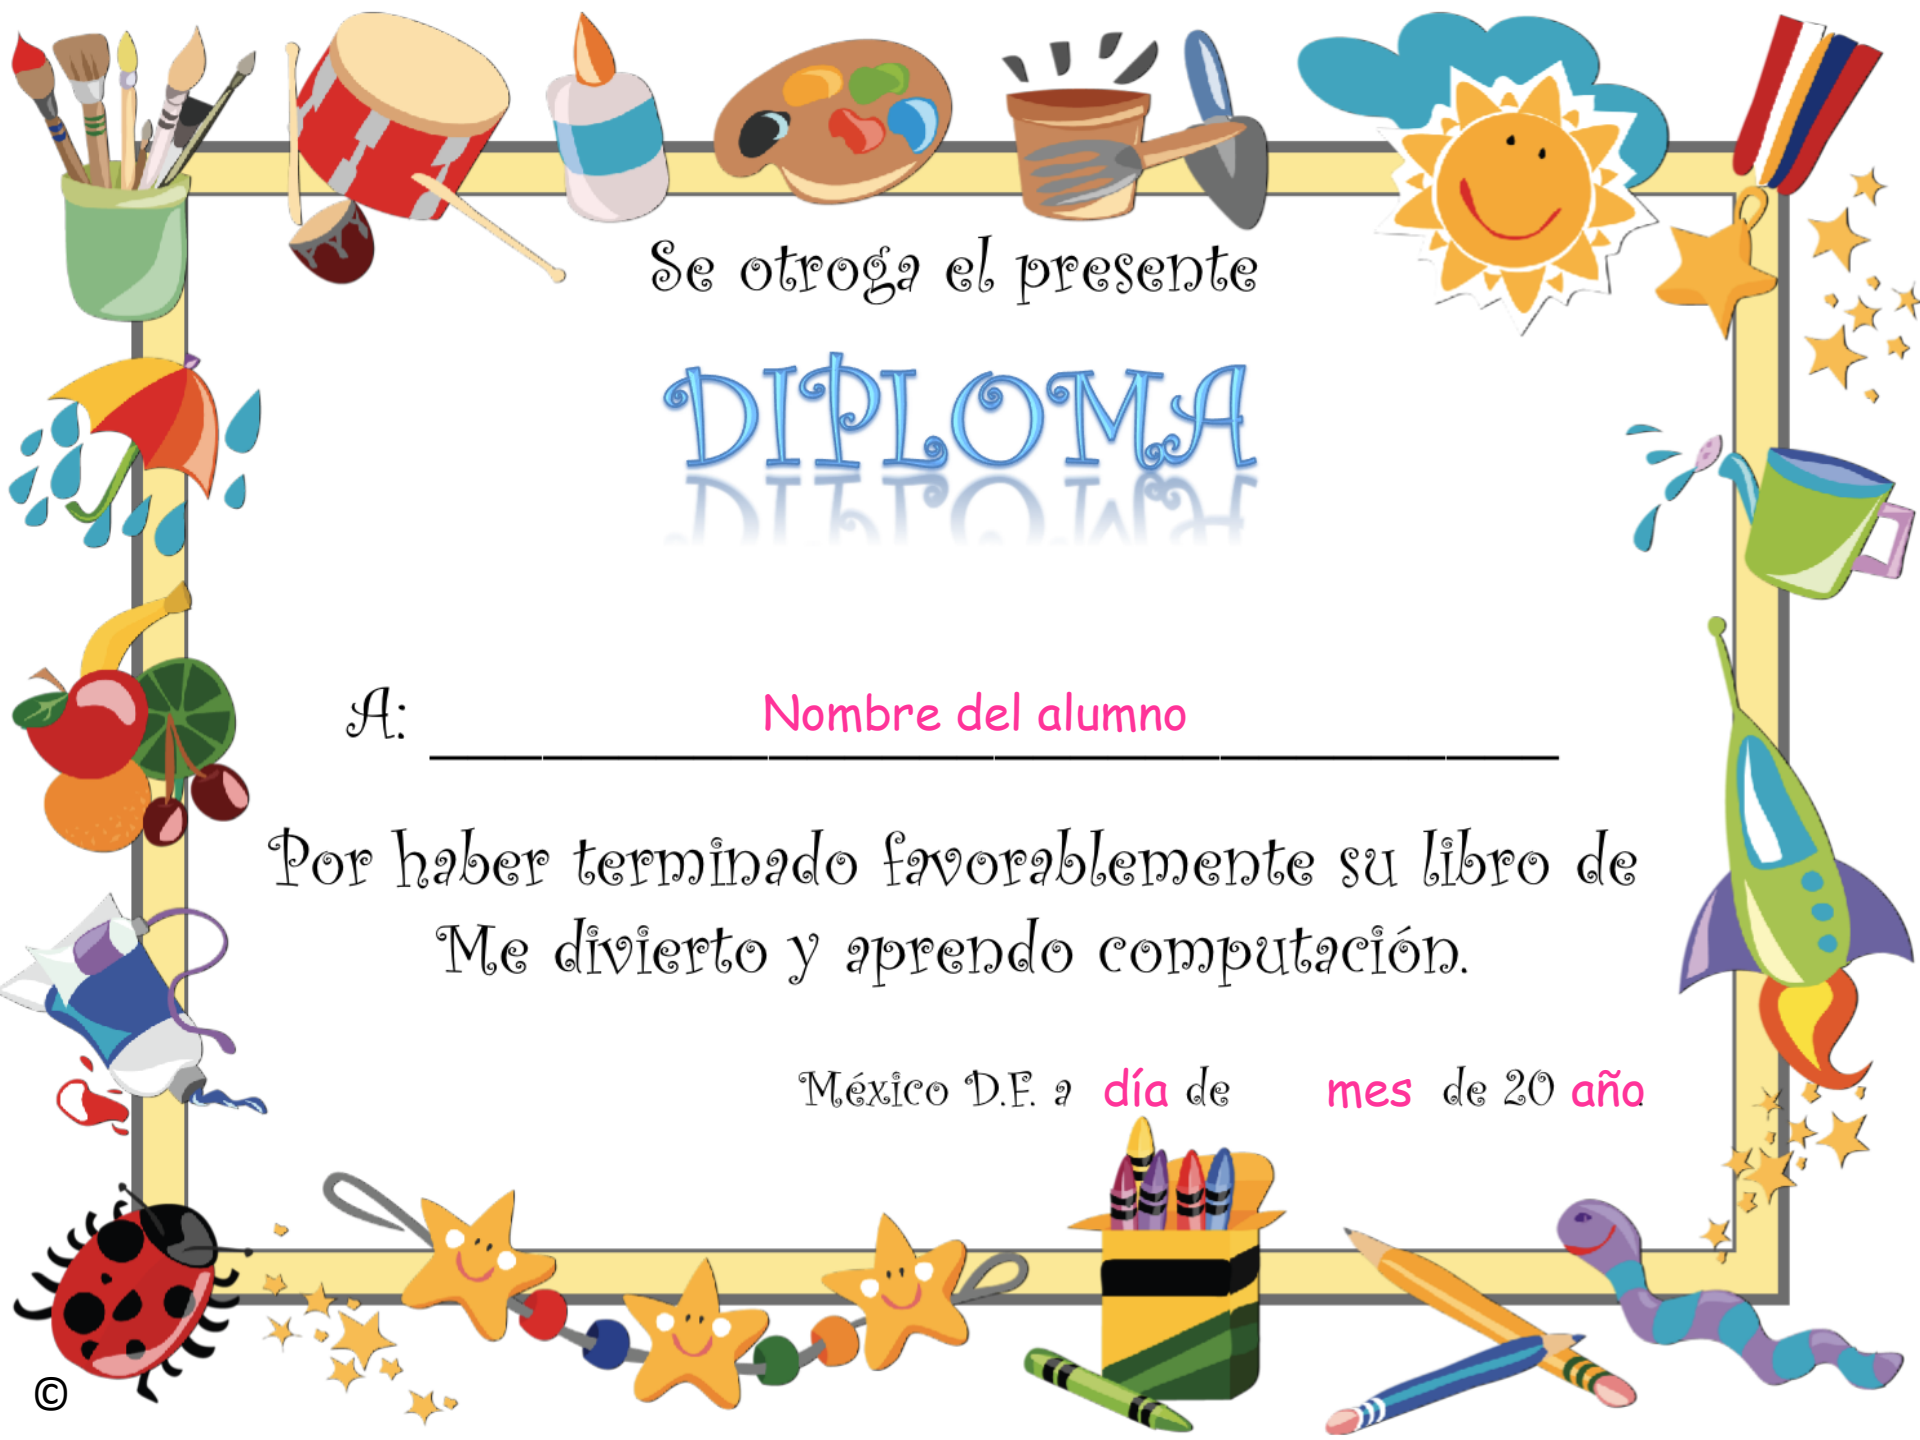 Se otroga el presente
DIPLOMA
A: Nombre del alumno
Por haber terminado favorablemente su libro de
Me divierto y aprendo computación.
México D.F. a día de mes de 20 año.
©